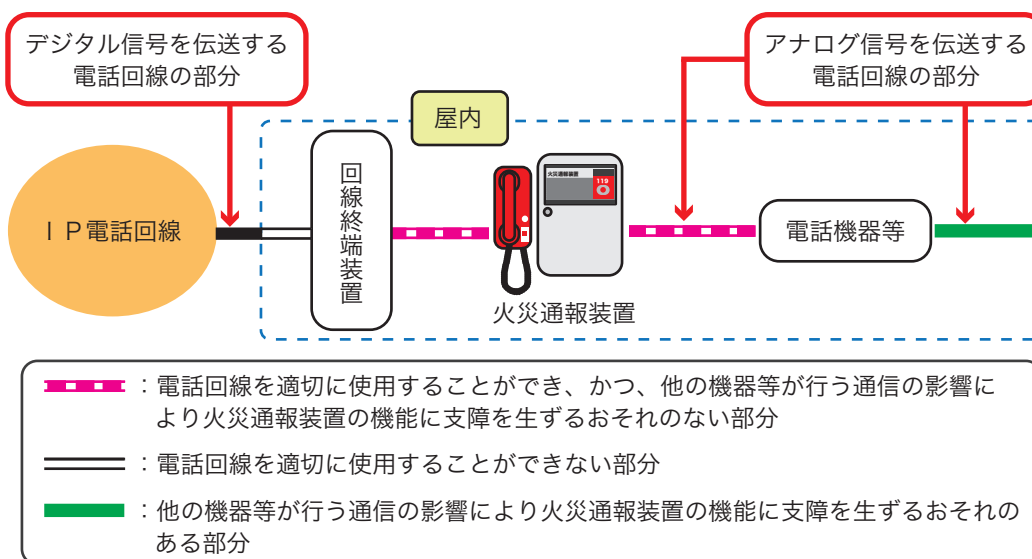 デジタル信号を伝送する
電話回線の部分
アナログ信号を伝送する
電話回線の部分
屋内
ＩＰ電話回線
回線終端装置
火災通報装置
119
電話機器等
火災通報装置
：電話回線を適切に使用することができ、かつ、他の機器等が行う通信の影響に
より火災通報装置の機能に支障を生ずるおそれのない部分
：電話回線を適切に使用することができない部分
：他の機器等が行う通信の影響により火災通報装置の機能に支障を生ずるおそれの
ある部分